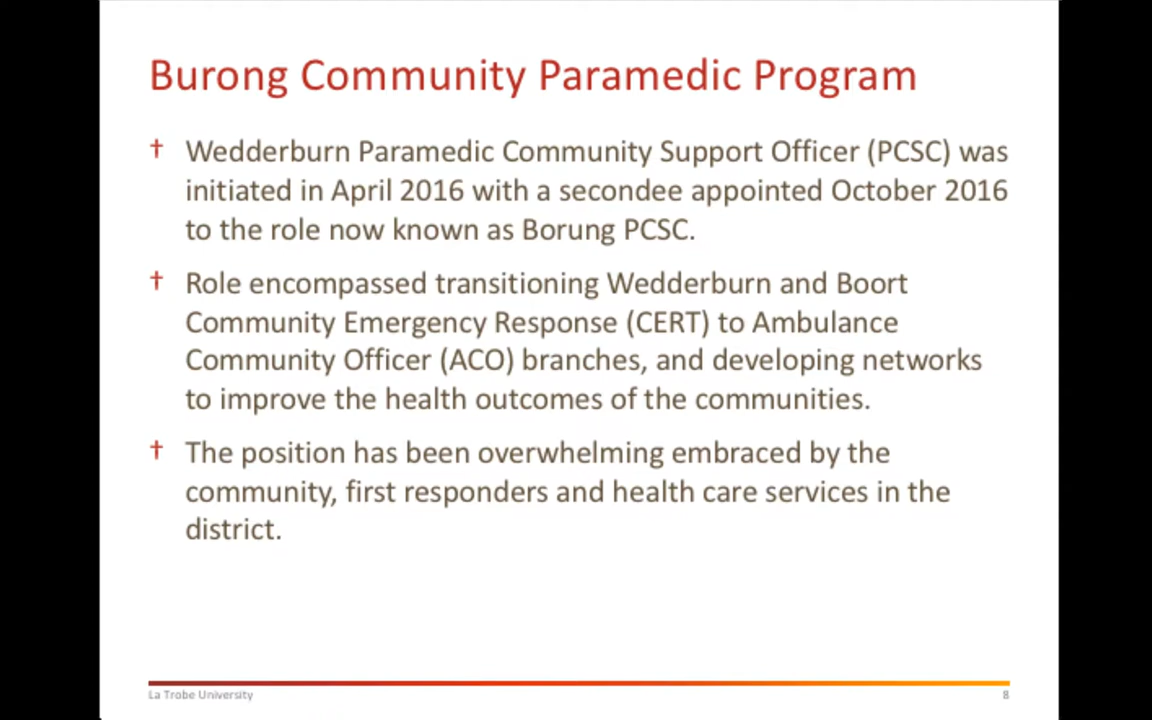 Burong Community Paramedic Program
† Wedderburn Paramedic Community Support Officer (PCSC) was
initiated in April 2016 with a secondee appointed October 2016
to the role now known as Borung PCSC.
† Role encompassed transitioning Wedderburn and Boort
Community Emergency Response (CERT) to Ambulance
Community Officer (ACO) branches, and developing networks
to improve the health outcomes of the communities.
† The position has been overwhelming embraced by the
community, first responders and health care services in the
district.
La Trobe University 8